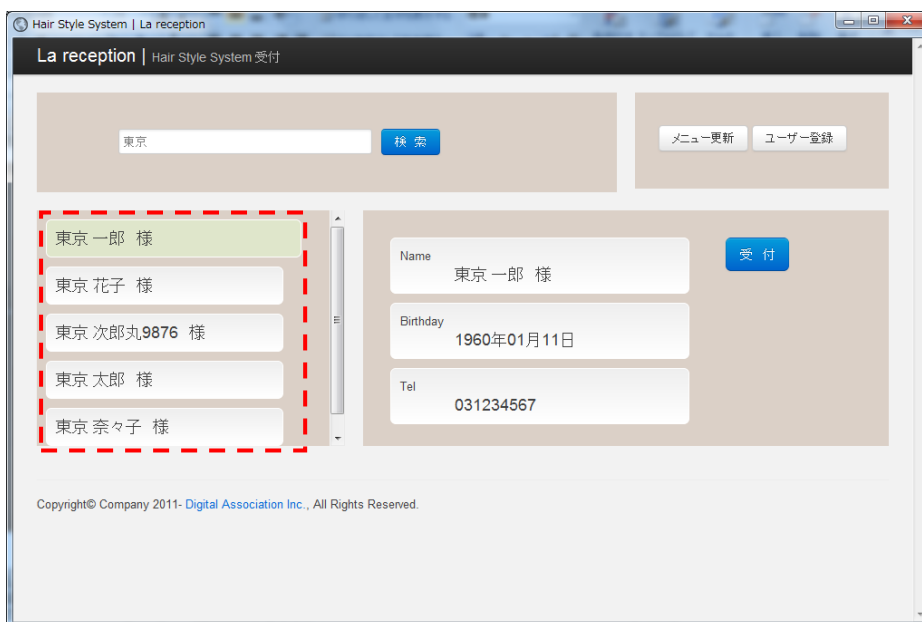 Hair Style System | La reception
La reception | Hair Style System 受付
東京
検 索
メニュー更新
ユーザー登録
東京 一郎 様
東京 花子 様
東京 次郎丸9876 様
東京 太郎 様
東京 奈々子 様
Name
東京 一郎 様
Birthday
1960年01月11日
Tel
031234567
受 付
Copyright© Company 2011- Digital Association Inc., All Rights Reserved.